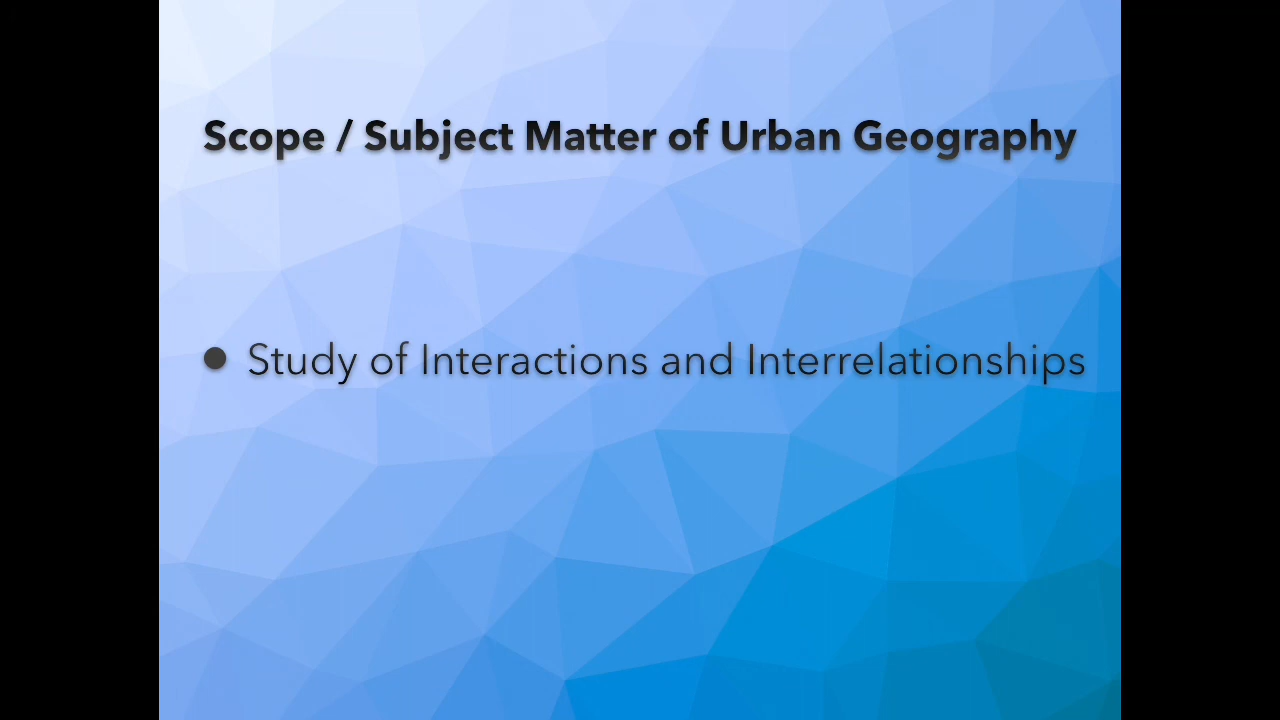 Scope / Subject Matter of Urban Geography
● Study of Interactions and Interrelationships